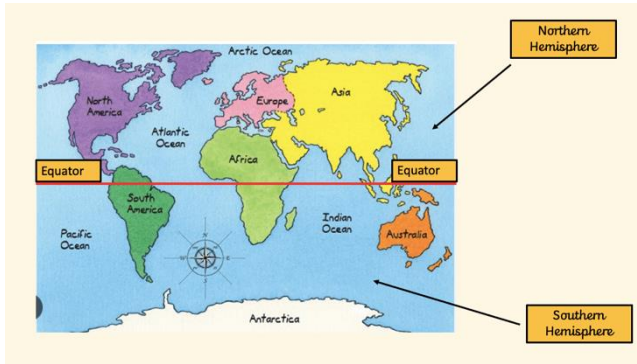 Northern
Hemisphere
Arctic Ocean
North
America
Europe
Asia
Atlantic
Ocean
Africa
Equator
Equator
South
America
Pacific
Ocean
Indian
Ocean
Australia
N
W
E
S
Antarctica
Southern
Hemisphere